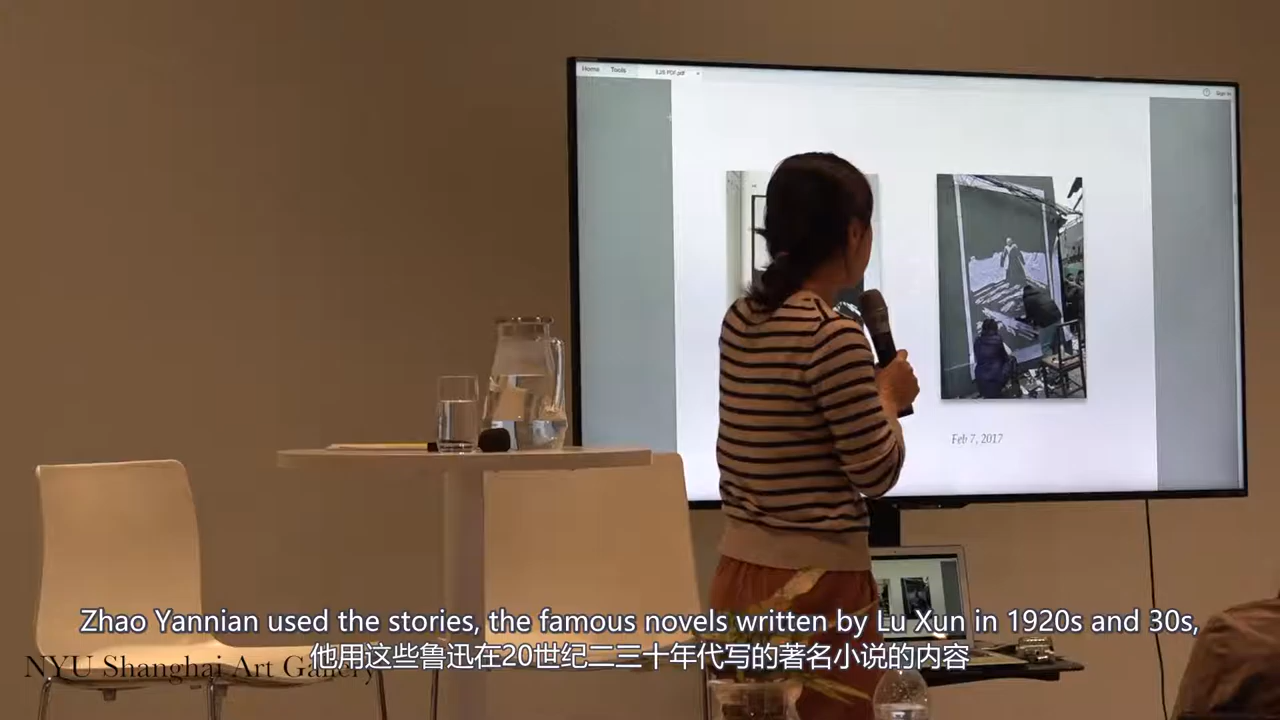 Home Tools
Sign In
Feb 7, 2017
Zhao Yannian used the stories, the famous novels written by Lu Xun in 1920s and 30s,
他用这些鲁迅在20世纪二三十年代写的著名小说的内容
NYU Shanghai Art Gallery